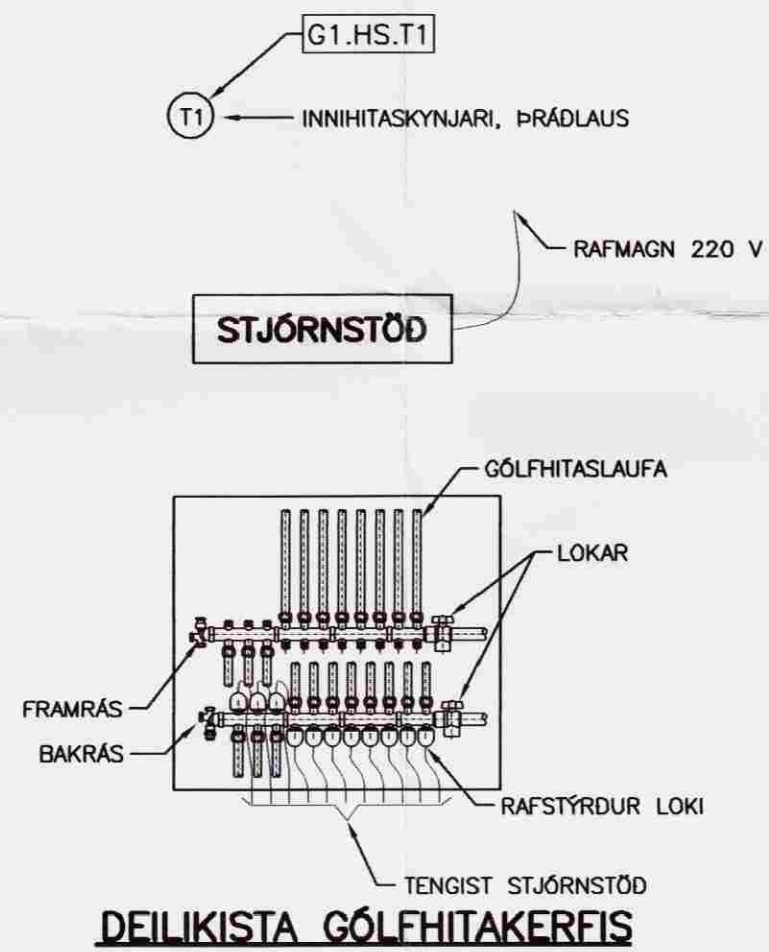 G1.HS.T1
T1
INNIHITASKYNJARI, ÞRÁÐLAUS
RAFMAGN 220 V
STJÓRNSTÖÐ
GÓLFHITASLAUFA
LOKAR
FRAMRÁS
BAKRÁS
RAFSTÝRÐUR LOKI
TENGIST STJÓRNSTÖÐ
DEILIKISTA GÓLFHITAKERFIS